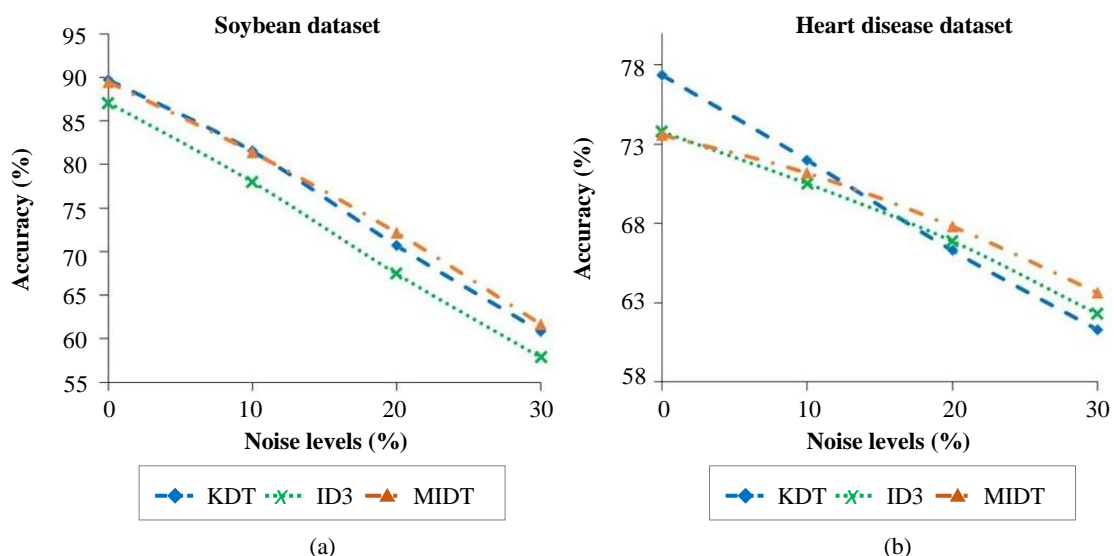 Soybean dataset
Accuracy (%)
95
90
85
80
75
70
65
60
55
0 10 20 30
Noise levels (%)
KDT ID3 MIDT
(a)
Heart disease dataset
Accuracy (%)
78
73
68
63
58
0 10 20 30
Noise levels (%)
KDT ID3 MIDT
(b)